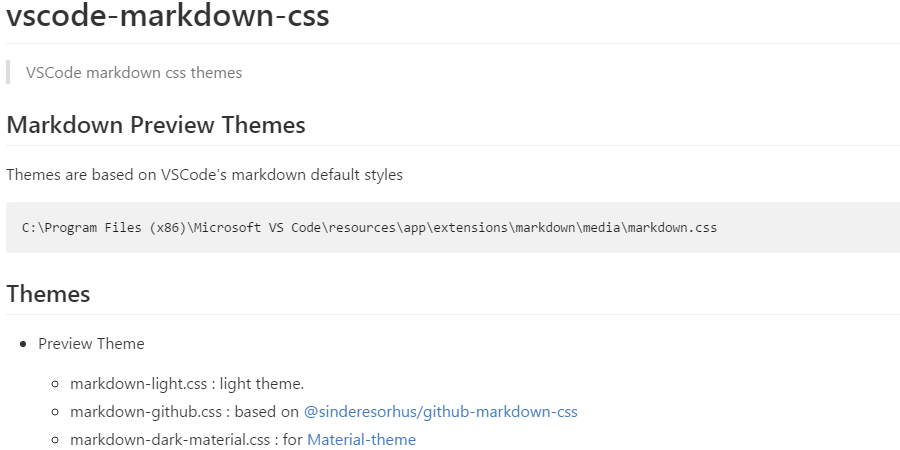 vscode-markdown-css
VSCode markdown css themes
Markdown Preview Themes
Themes are based on VSCode's markdown default styles
C:\Program Files (x86)\Microsoft VS Code\resources\app\extensions\markdown\media\markdown.css
Themes
Preview Theme
markdown-light.css : light theme.
markdown-github.css : based on @sinderesorhus/github-markdown-css
markdown-dark-material.css : for Material-theme